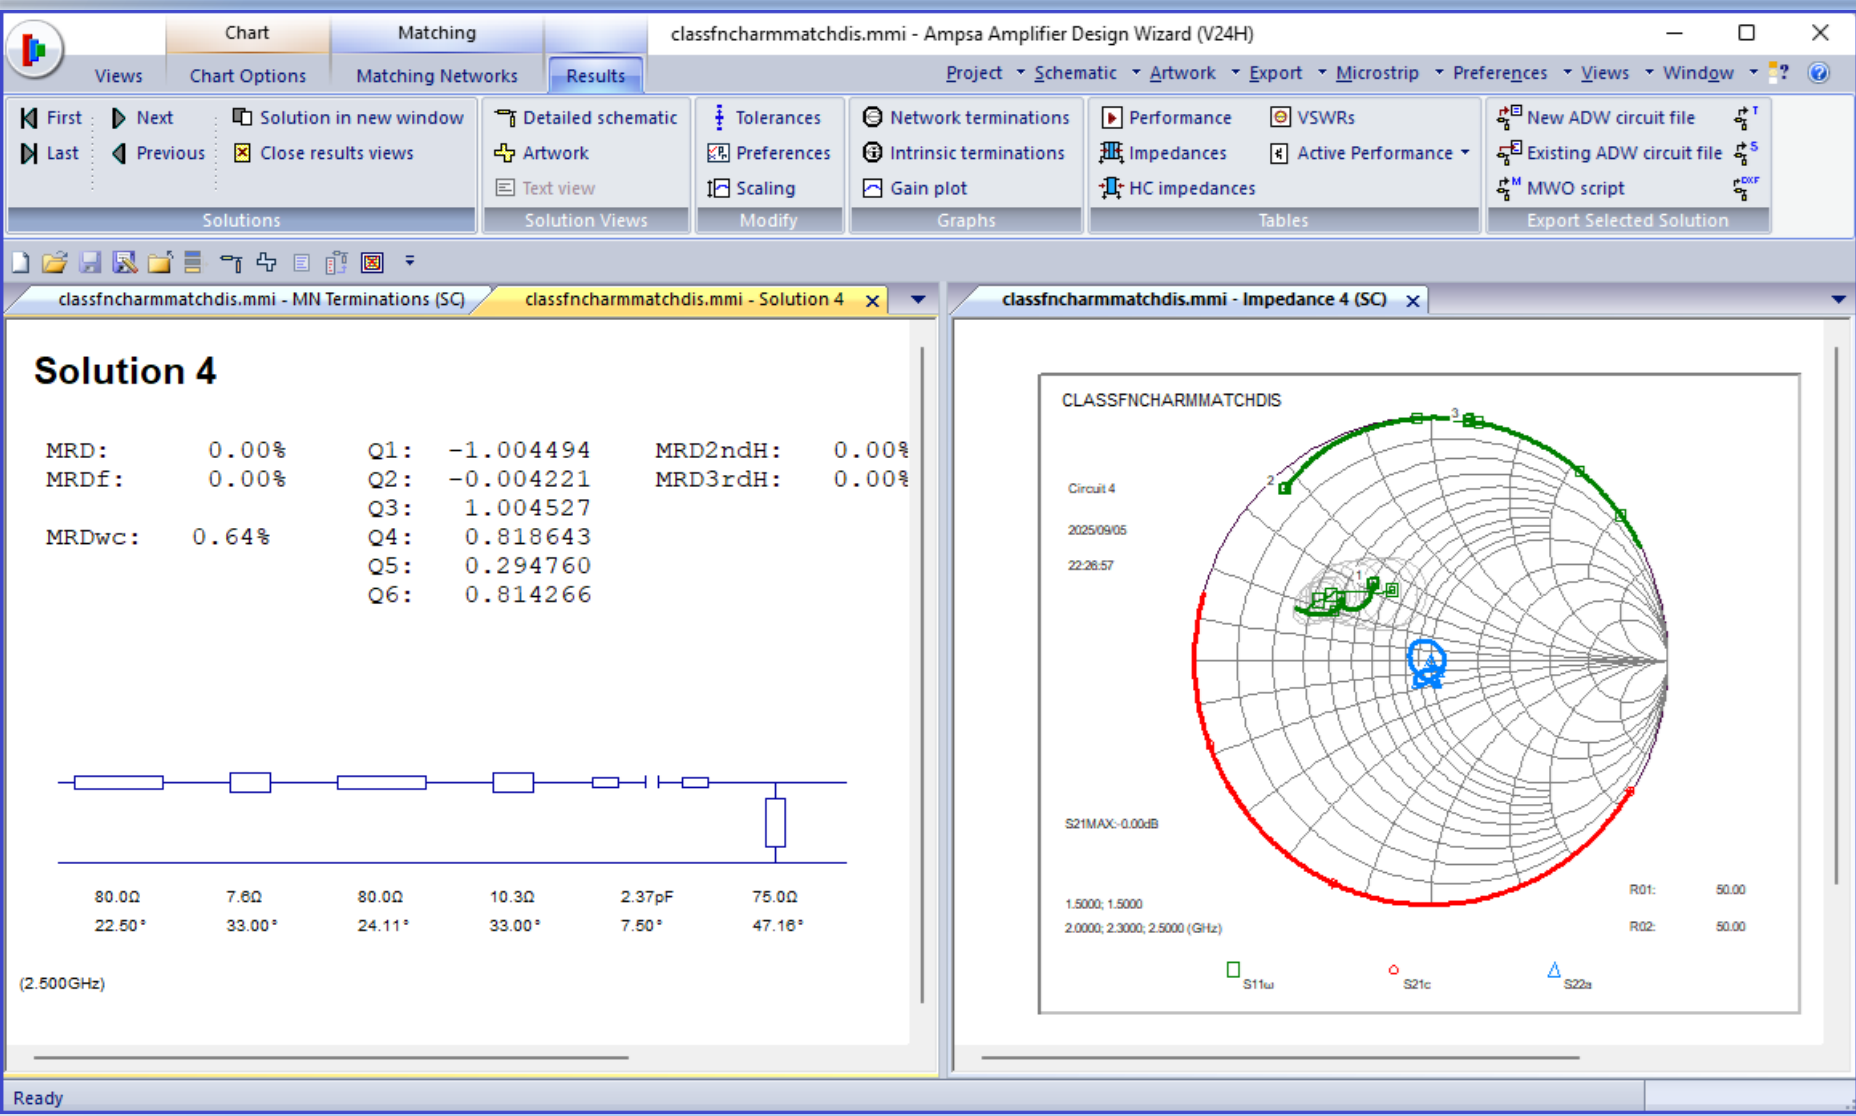 Chart
Matching
classfncharmmatchdis.mmi - Ampsa Amplifier Design Wizard (V24H)
Views
Chart Options
Matching Networks
Results
Project
Schematic
Artwork
Export
Microstrip
Preferences
Views
Window
First
Next
Solution in new window
Last
Previous
Close results views
Solutions
Detailed schematic
Artwork
Text view
Solution Views
Tolerances
Preferences
Scaling
Modify
Network terminations
Intrinsic terminations
Gain plot
Graphs
Performance
VSWRs
Impedances
Active Performance
HC impedances
Tables
New ADW circuit file
T
Existing ADW circuit file
S
MWO script
DXF
Export Selected Solution
classfncharmmatchdis.mmi - MN Terminations (SC)
classfncharmmatchdis.mmi - Solution 4
classfncharmmatchdis.mmi - Impedance 4 (SC)
Solution 4
MRD: 0.00% Q1: -1.004494 MRD2ndH: 0.00%
MRDf: 0.00% Q2: -0.004221 MRD3rdH: 0.00%
Q3: 1.004527
MRDwc: 0.64% Q4: 0.818643
Q5: 0.294760
Q6: 0.814266
80.0Ω 7.6Ω 80.0Ω 10.3Ω 2.37pF 75.0Ω
22.50° 33.00° 24.11° 33.00° 7.50° 47.16°
(2.500GHz)
CLASSFNCHARMMATCHDIS
3
2
Circuit 4
2025/09/05
22:26:57
1
S21MAX:-0.00dB
R01: 50.00
1.5000; 1.5000
R02: 50.00
2.0000; 2.3000; 2.5000 (GHz)
S11ω
S21c
S22a
Ready